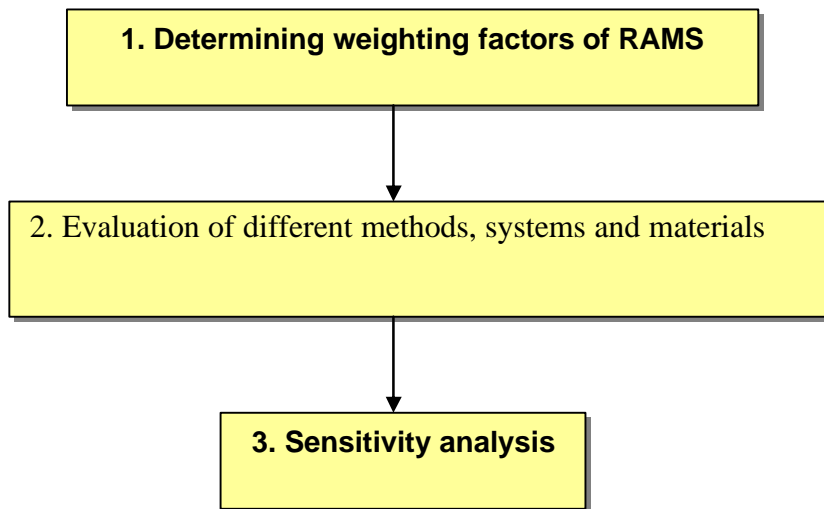 1. Determining weighting factors of RAMS
2. Evaluation of different methods, systems and materials
3. Sensitivity analysis